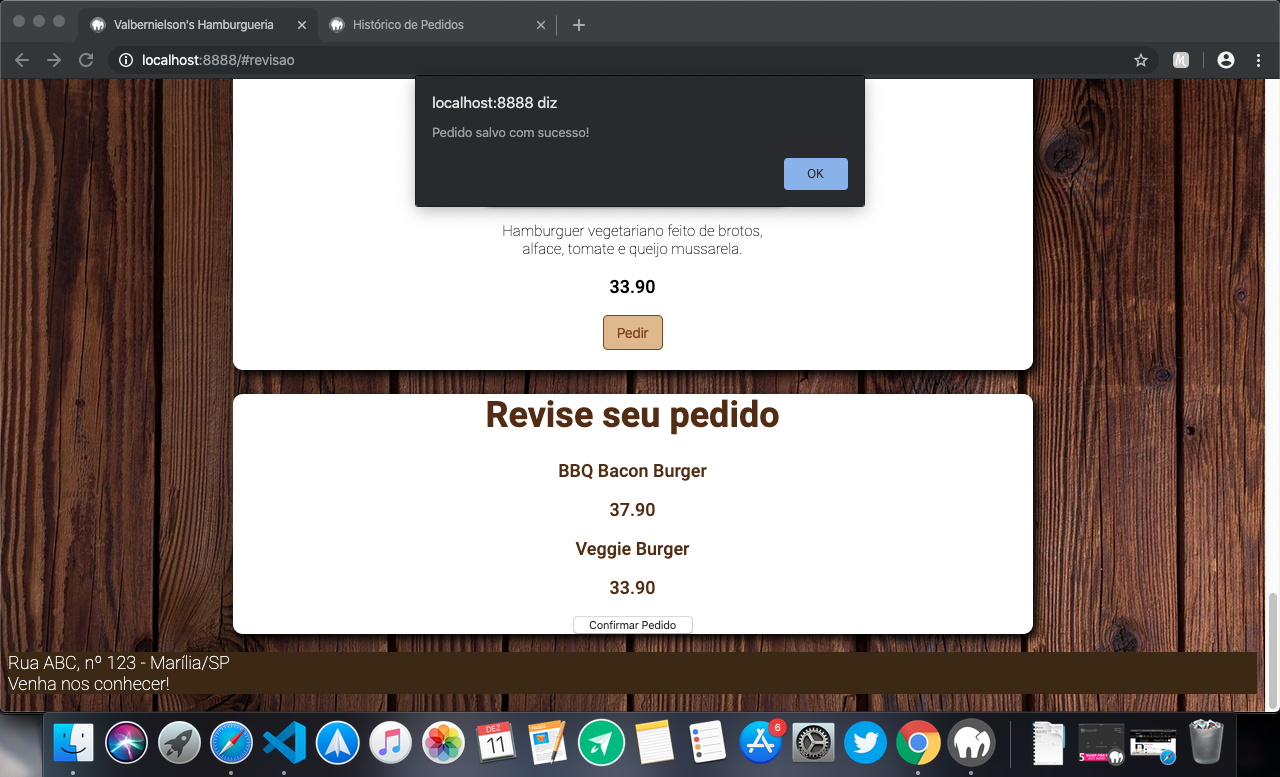 Valbernielson's Hamburgueria
Histórico de Pedidos
localhost:8888/#revisao
localhost:8888 diz
Pedido salvo com sucesso!
OK
Hamburguer vegetariano feito de brotos,
alface, tomate e queijo mussarela.
33.90
Pedir
Revise seu pedido
BBQ Bacon Burger
37.90
Veggie Burger
33.90
Confirmar Pedido
Rua ABC, nº 123 - Marília/SP
Venha nos conhecer!
DEZ
11
6